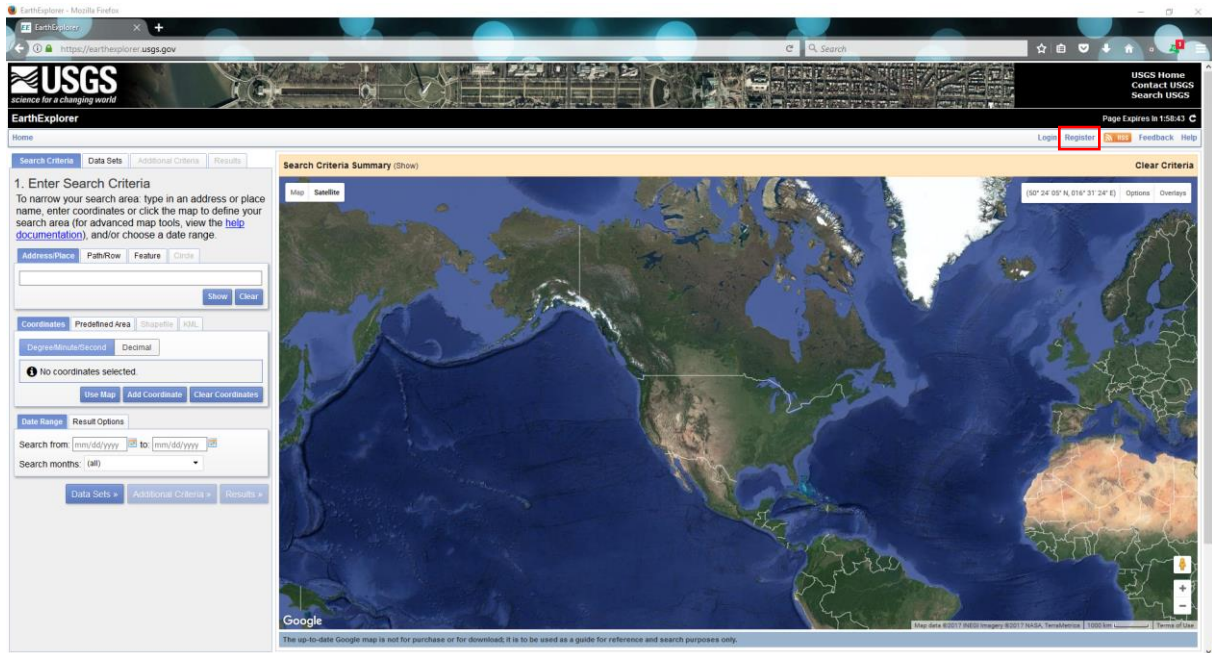 EarthExplorer - Mozilla Firefox
EarthExplorer
https://earthexplorer.usgs.gov
Search
USGS
science for a changing world
USGS Home
Contact USGS
Search USGS
EarthExplorer
Page Expires In 1:58:43
Home
Login Register RSS Feedback Help
Search Criteria Data Sets Additional Criteria Results
Search Criteria Summary (Show)
Clear Criteria
1. Enter Search Criteria
To narrow your search area: type in an address or place
name, enter coordinates or click the map to define your
search area (for advanced map tools, view the help
documentation), and/or choose a date range.
Address/Place Path/Row Feature Circle
Show Clear
Coordinates Predefined Area Shapefile KML
Degree/Minute/Second Decimal
No coordinates selected.
Use Map Add Coordinate Clear Coordinates
Date Range Result Options
Search from: mm/dd/yyyy to: mm/dd/yyyy
Search months: (all)
Data Sets » Additional Criteria » Results »
Map Satellite
(50° 24' 05" N, 016° 31' 24" E) Options Overlays
Google
Map data ©2017 INEGI Imagery ©2017 NASA, TerraMetrics 1000 km Terms of Use
The up-to-date Google map is not for purchase or for download; it is to be used as a guide for reference and search purposes only.